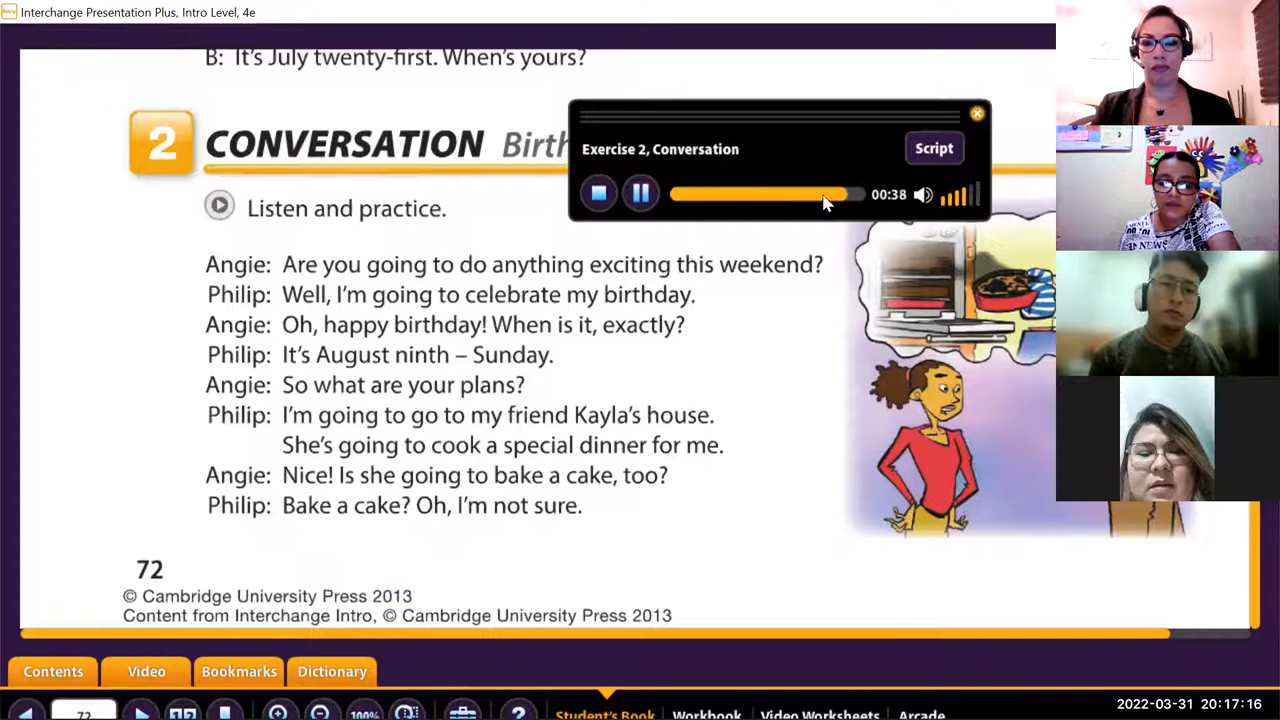 Interchange Presentation Plus, Intro Level, 4e
B: It's July twenty-first. When's yours?
2 CONVERSATION
Exercise 2, Conversation
Script
00:38
Listen and practice.
Angie: Are you going to do anything exciting this weekend?
Philip: Well, I'm going to celebrate my birthday.
Angie: Oh, happy birthday! When is it, exactly?
Philip: It's August ninth – Sunday.
Angie: So what are your plans?
Philip: I'm going to go to my friend Kayla's house.
She's going to cook a special dinner for me.
Angie: Nice! Is she going to bake a cake, too?
Philip: Bake a cake? Oh, I'm not sure.
NEWS
72
© Cambridge University Press 2013
Content from Interchange Intro, © Cambridge University Press 2013
Contents Video Bookmarks Dictionary
72 100% ? Student's Book Workbook Video Worksheets Arcade
2022-03-31 20:17:16